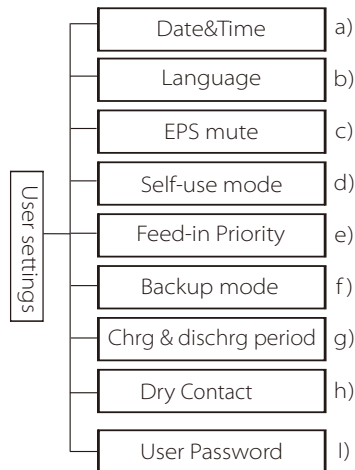 Date&Time a)
Language b)
EPS mute c)
Self-use mode d)
User settings
Feed-in Priority e)
Backup mode f)
Chrg & dischrg period g)
Dry Contact h)
User Password l)